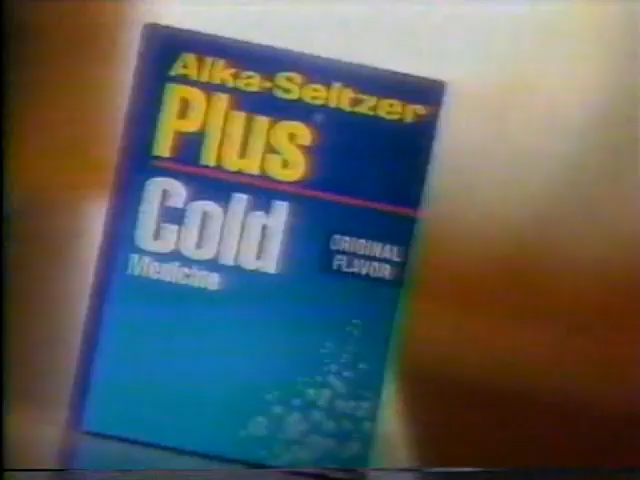 Alka-Seltzer
Plus®
Cold
Medicine
ORIGINAL
FLAVOR